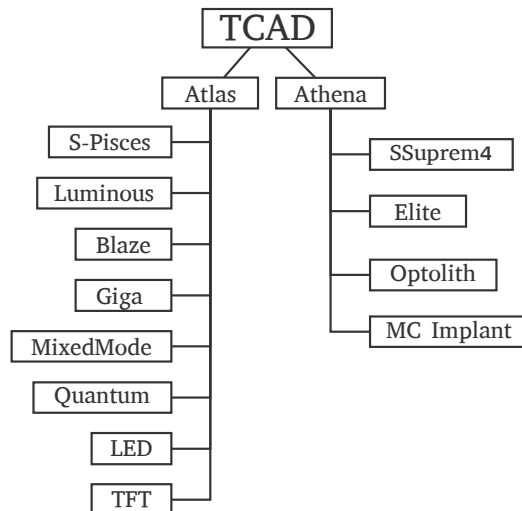 TCAD
Atlas
Athena
S-Pisces
Luminous
Blaze
Giga
MixedMode
Quantum
LED
TFT
SSuprem4
Elite
Optolith
MC Implant